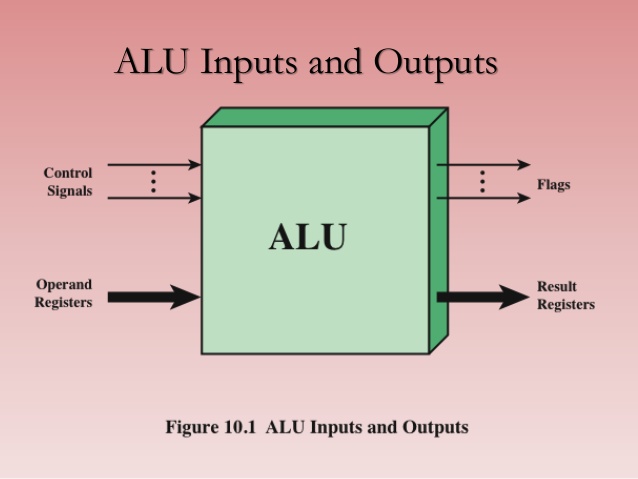 ALU Inputs and Outputs
Control
Signals
Flags
ALU
Operand
Registers
Result
Registers
Figure 10.1 ALU Inputs and Outputs